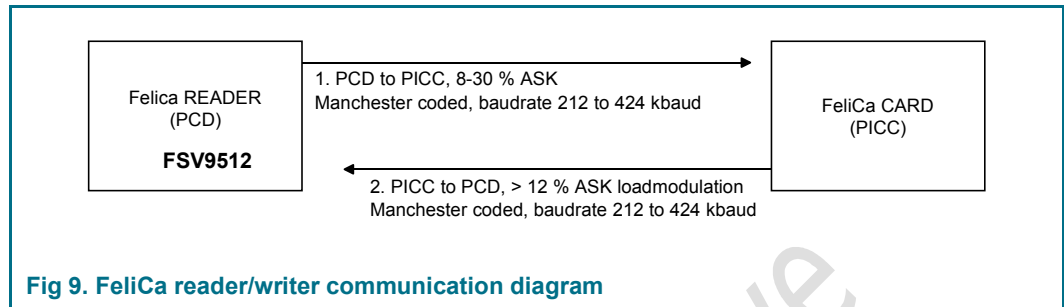 Felica READER
(PCD)
FSV9512
1. PCD to PICC, 8-30 % ASK
Manchester coded, baudrate 212 to 424 kbaud
2. PICC to PCD, > 12 % ASK loadmodulation
Manchester coded, baudrate 212 to 424 kbaud
FeliCa CARD
(PICC)
Fig 9. FeliCa reader/writer communication diagram